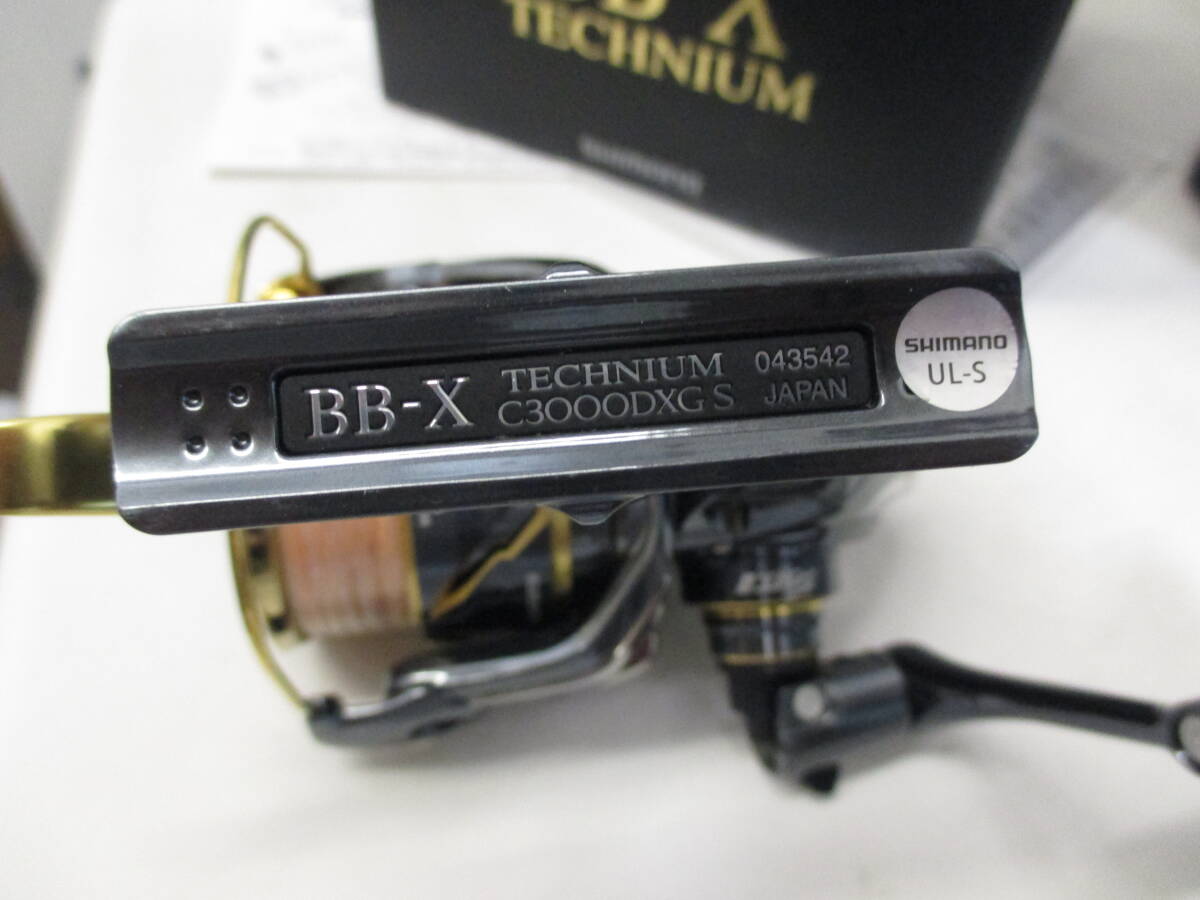 TECHNIUM
BB-X
TECHNIUM
C3000DXG S
043542
JAPAN
SHIMANO
UL-S